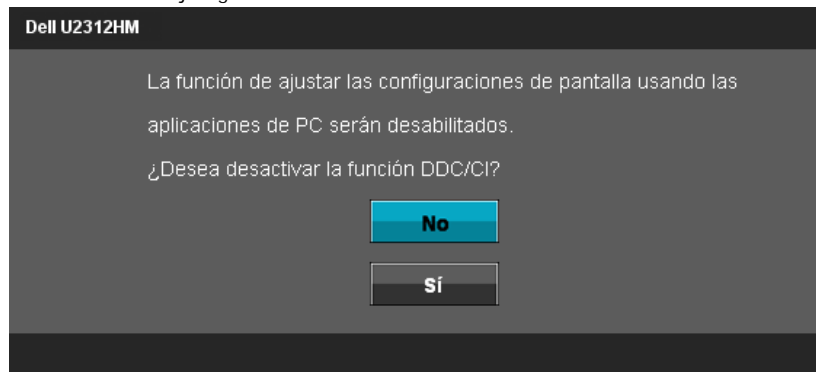 Dell U2312HM
La función de ajustar las configuraciones de pantalla usando las
aplicaciones de PC serán desabilitados.
¿Desea desactivar la función DDC/CI?
No
Sí